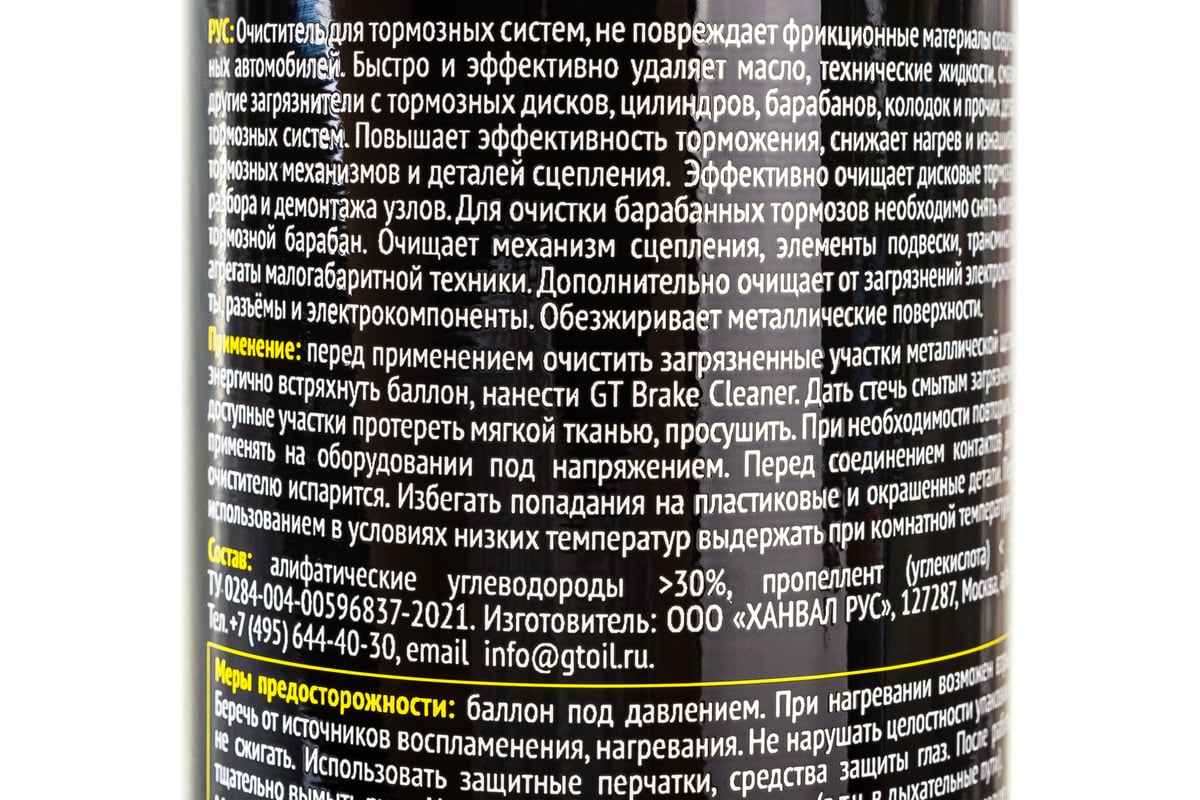 РУС: Очиститель для тормозных систем, не повреждает фрикционные материалы
ных автомобилей. Быстро и эффективно удаляет масло, технические жидкости,
другие загрязнители с тормозных дисков, цилиндров, барабанов, колодок и прочих
тормозных систем. Повышает эффективность торможения, снижает нагрев и
тормозных механизмов и деталей сцепления. Эффективно очищает дисковые
разбора и демонтажа узлов. Для очистки барабанных тормозов необходимо снять
тормозной барабан. Очищает механизм сцепления, элементы подвески,
агрегаты малогабаритной техники. Дополнительно очищает от загрязнений
ты, разъёмы и электрокомпоненты. Обезжиривает металлические поверхности.
Применение: перед применением очистить загрязненные участки металлической
энергично встряхнуть баллон, нанести GT Brake Cleaner. Дать стечь смытым
доступные участки протереть мягкой тканью, просушить. При необходимости
применять на оборудовании под напряжением. Перед соединением контактов
очистителю испарится. Избегать попадания на пластиковые и окрашенные детали.
использованием в условиях низких температур выдержать при комнатной
Состав: алифатические углеводороды >30%, пропеллент (углекислота) <
ТУ 0284-004-00596837-2021. Изготовитель: ООО «ХАНВАЛ РУС», 127287, Москва,
Тел. +7 (495) 644-40-30, email info@gtoil.ru.
Меры предосторожности: баллон под давлением. При нагревании возможен
Беречь от источников воспламенения, нагревания. Не нарушать целостности
не сжигать. Использовать защитные перчатки, средства защиты глаз. После
тщательно вымыть (в т.ч. в дыхательные пути).